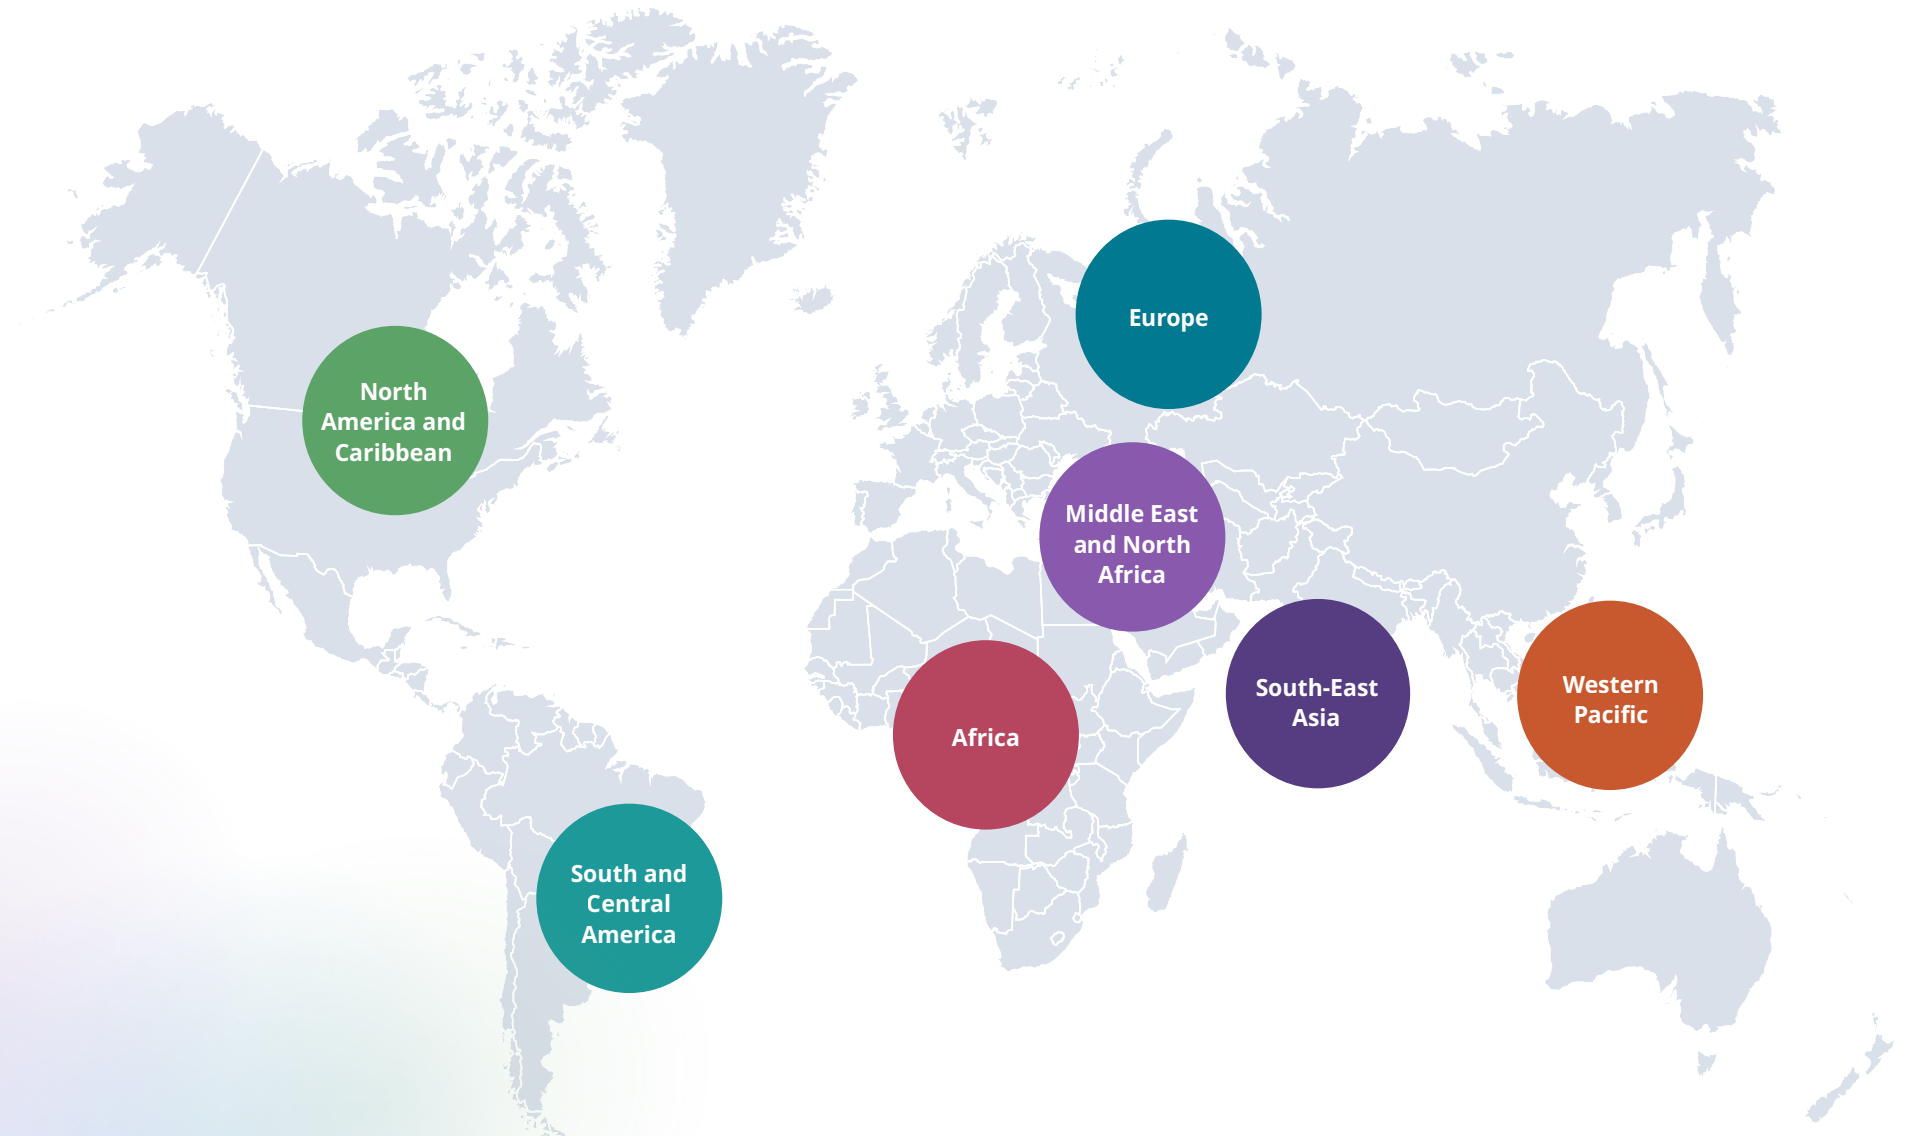 Europe
North
America and
Caribbean
Middle East
and North
Africa
South-East
Asia
Western
Pacific
Africa
South and
Central
America